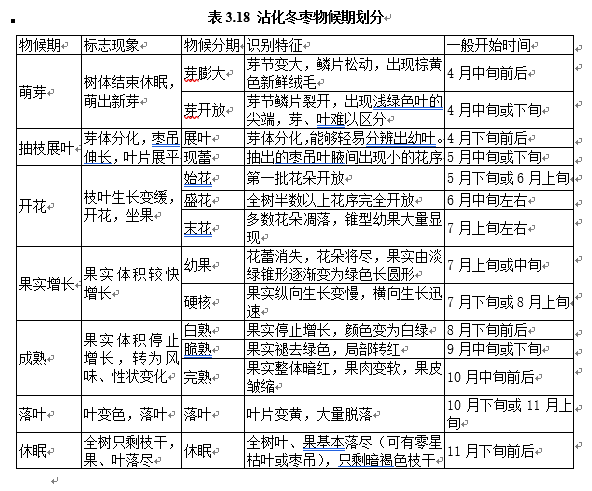 表 3.18 沾化冬枣物候期划分
物候期 标志现象 物候分期 识别特征 一般开始时间
萌芽 树体结束休眠，萌出新芽 芽膨大 芽节变大，鳞片松动，出现棕黄色新鲜绒毛 4 月中旬前后
芽开放 芽节鳞片裂开，出现浅绿色叶的尖端，芽、叶难以区分 4 月中旬或下旬
抽枝展叶 芽体分化，枣吊伸长，叶片展平 展叶 芽体分化，能够轻易分辨出幼叶。 4 月下旬前后
现蕾 抽出的枣吊叶腋间出现小的花序 5 月中旬或下旬
开花 枝叶生长变缓，开花，坐果 始花 第一批花朵开放 5 月下旬或 6 月上旬
盛花 全树半数以上花序完全开放 6 月中旬左右
末花 多数花朵凋落，锥型幼果大量显现 7 月上旬左右
果实增长 果实体积较快增长 幼果 花蕾消失，花朵将尽，果实由淡绿锥形逐渐变为绿色长圆形 7 月上旬或中旬
硬核 果实纵向生长变慢，横向生长迅速 7 月下旬或 8 月上旬
成熟 果实体积停止增长，转为风味、性状变化 白熟 果实停止增长，颜色变为白绿 8 月下旬前后
脆熟 果实褪去绿色，局部转红 9 月中旬或下旬
完熟 果实整体暗红，果肉变软，果皮皱缩 10 月中旬前后
落叶 叶变色，落叶 落叶 叶片变黄，大量脱落 10 月下旬或 11 月上旬
休眠 全树只剩枝干，果、叶落尽 休眠 全树叶、果基本落尽（可有零星枯叶或枣吊），只剩暗褐色枝干 11 月下旬前后